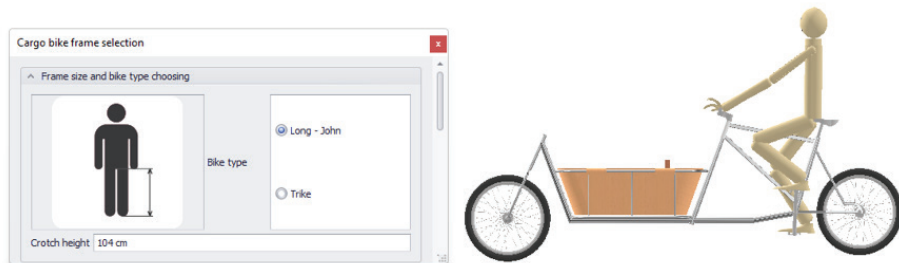 Cargo bike frame selection
x
Frame size and bike type choosing
Bike type
Long - John
Trike
Crotch height 104 cm